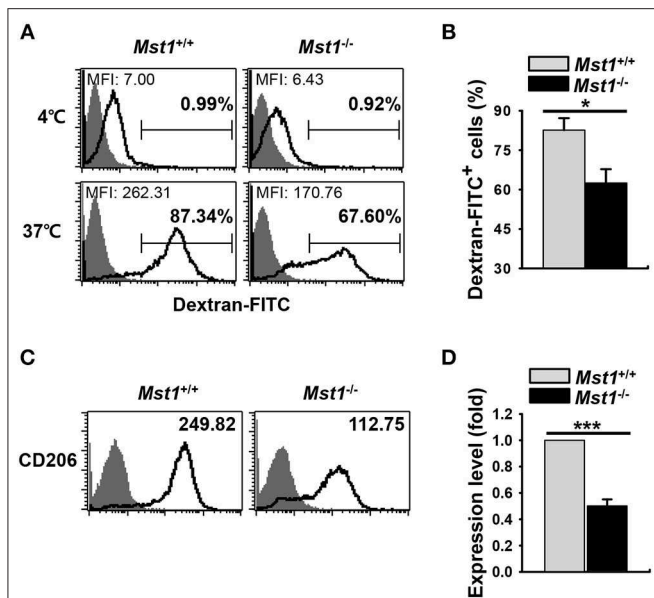 A
Mst1+/+
Mst1-/-
4℃
MFI: 7.00
0.99%
MFI: 6.43
0.92%
37℃
MFI: 262.31
87.34%
MFI: 170.76
67.60%
Dextran-FITC
B
Mst1+/+
Mst1-/-
Dextran-FITC+ cells (%)
90
75
60
45
30
*
C
Mst1+/+
Mst1-/-
CD206
249.82
112.75
D
Mst1+/+
Mst1-/-
Expression level (fold)
1.2
1.0
0.8
0.6
0.4
0.2
0.0
***